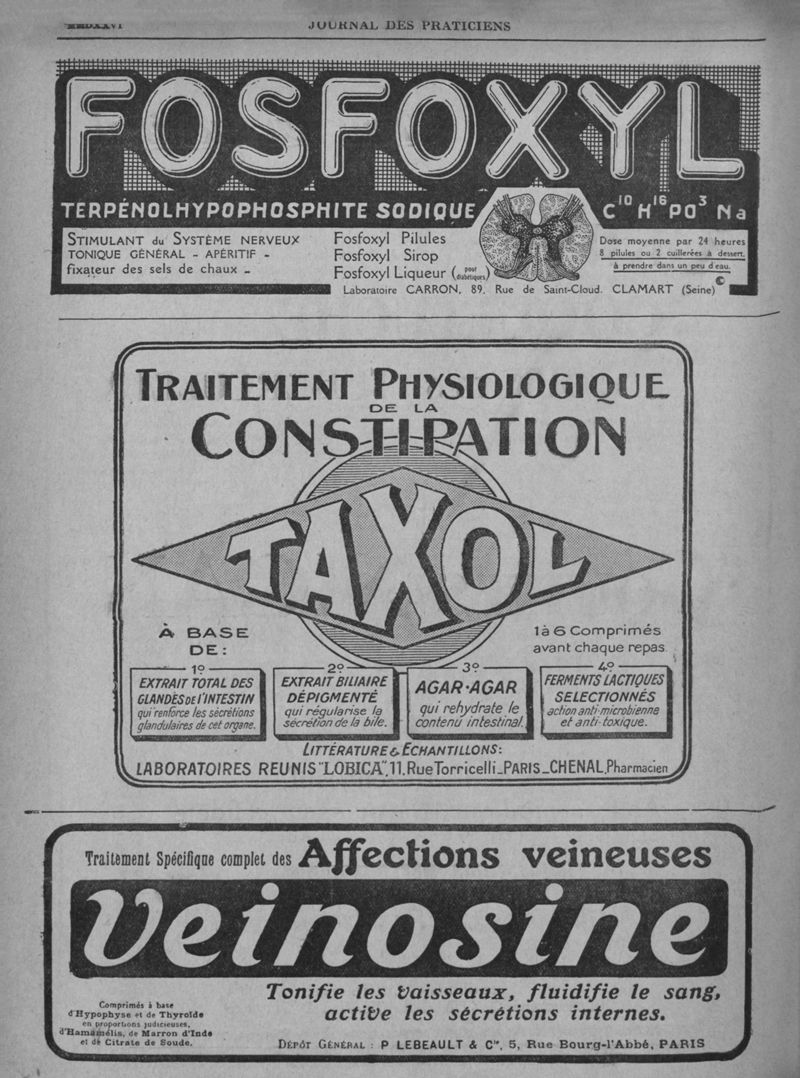 JOURNAL DES PRATICIENS
FOSFOXYL
TERPÉNOLHYPOPHOSPHITE SODIQUE
C¹⁰ H¹⁶ PO³ Na
STIMULANT du SYSTÈME NERVEUX
TONIQUE GÉNÉRAL - APÉRITIF -
fixateur des sels de chaux -
Fosfoxyl Pilules
Fosfoxyl Sirop
Fosfoxyl Liqueur (pour diabétiques)
Dose moyenne par 24 heures
8 pilules ou 2 cuillerées à dessert,
à prendre dans un peu d'eau.
©
Laboratoire CARRON, 89, Rue de Saint-Cloud. CLAMART (Seine)
TRAITEMENT PHYSIOLOGIQUE
DE LA
CONSTIPATION
TAXOL
À BASE
DE :
1 à 6 Comprimés
avant chaque repas.
1º
EXTRAIT TOTAL DES
GLANDES DE L'INTESTIN
qui renforce les sécrétions
glandulaires de cet organe.
2º
EXTRAIT BILIAIRE
DÉPIGMENTÉ
qui régularise la
sécrétion de la bile.
3º
AGAR-AGAR
qui rehydrate le
contenu intestinal.
4º
FERMENTS LACTIQUES
SELECTIONNÉS
action anti-microbienne
et anti-toxique.
LITTÉRATURE & ÉCHANTILLONS :
LABORATOIRES REUNIS "LOBICA", 11, Rue Torricelli_PARIS_CHENAL, Pharmacien
Traitement Spécifique complet des Affections veineuses
Veinosine
Tonifie les vaisseaux, fluidifie le sang,
active les sécrétions internes.
Comprimés à base
d'Hypophyse et de Thyroïde
en proportions judicieuses,
d'Hamamélis, de Marron d'Inde
et de Citrate de Soude.
DÉPÔT GÉNÉRAL : P LEBEAULT & Cie, 5, Rue Bourg-l'Abbé, PARIS